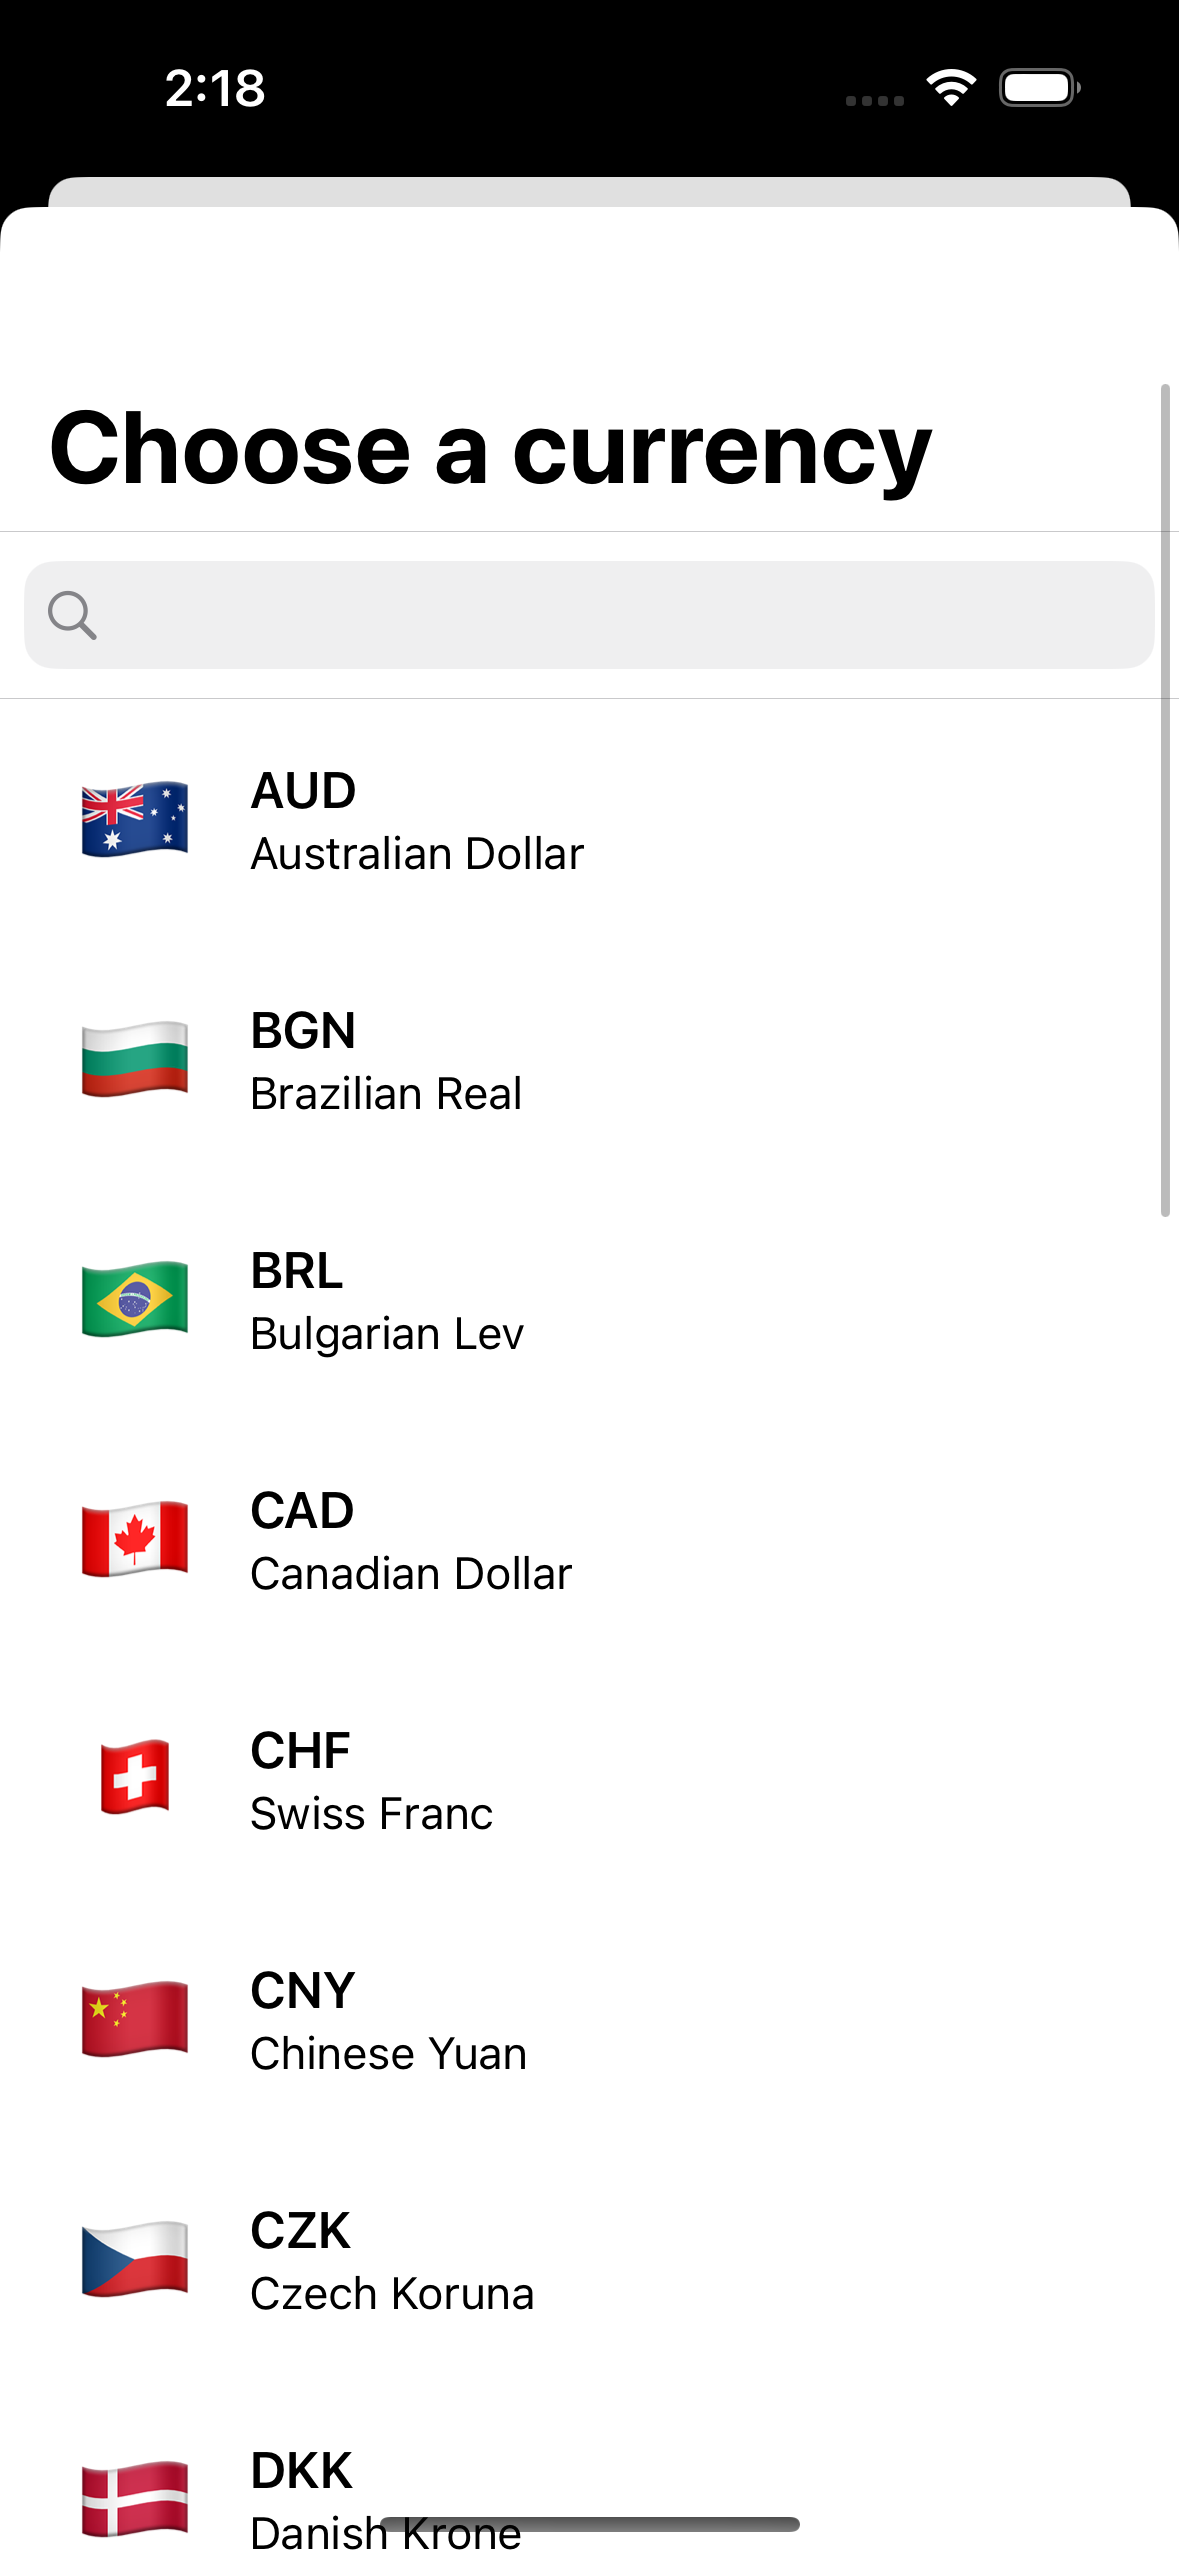 2:18
Choose a currency
AUD
Australian Dollar
BGN
Brazilian Real
BRL
Bulgarian Lev
CAD
Canadian Dollar
CHF
Swiss Franc
CNY
Chinese Yuan
CZK
Czech Koruna
DKK
Danish Krone